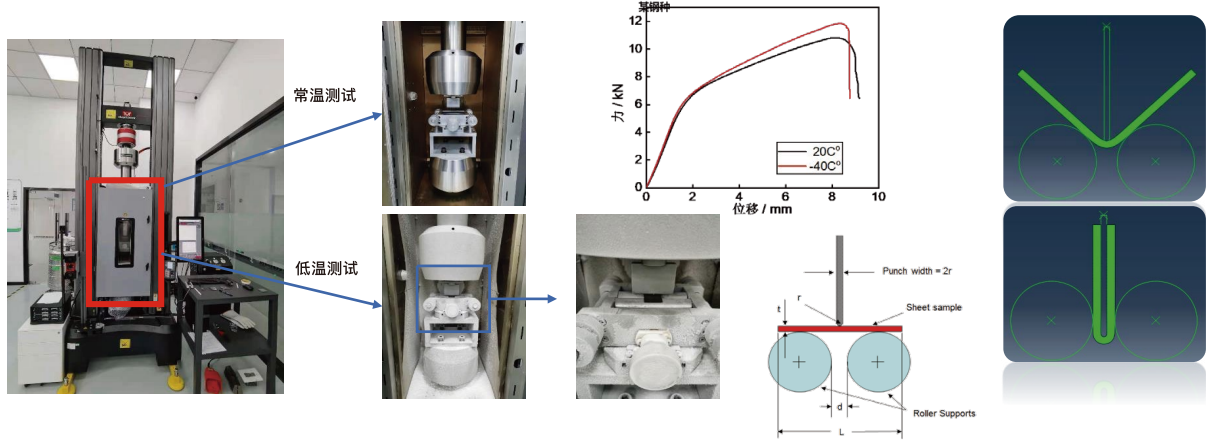 常温测试
低温测试
某钢种
力 / kN
12
10
8
6
4
2
0
20C°
-40C°
0
2
4
6
8
10
位移 / mm
Punch width = 2r
r
Sheet sample
t
d
Roller Supports
L